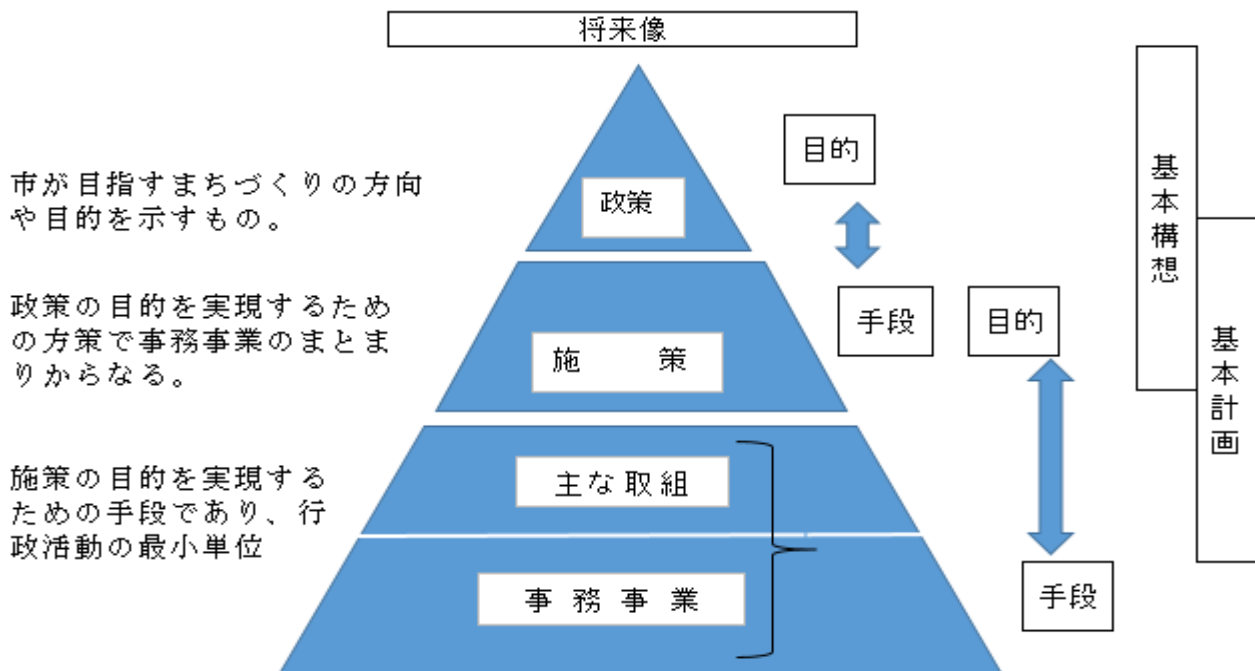 将来像
市が目指すまちづくりの方向
や目的を示すもの。
政策
目的
手段
政策の目的を実現するため
の方策で事務事業のまとま
りからなる。
施策
目的
手段
施策の目的を実現する
ための手段であり、行
政活動の最小単位
主な取組
事務事業
基本構想
基本計画